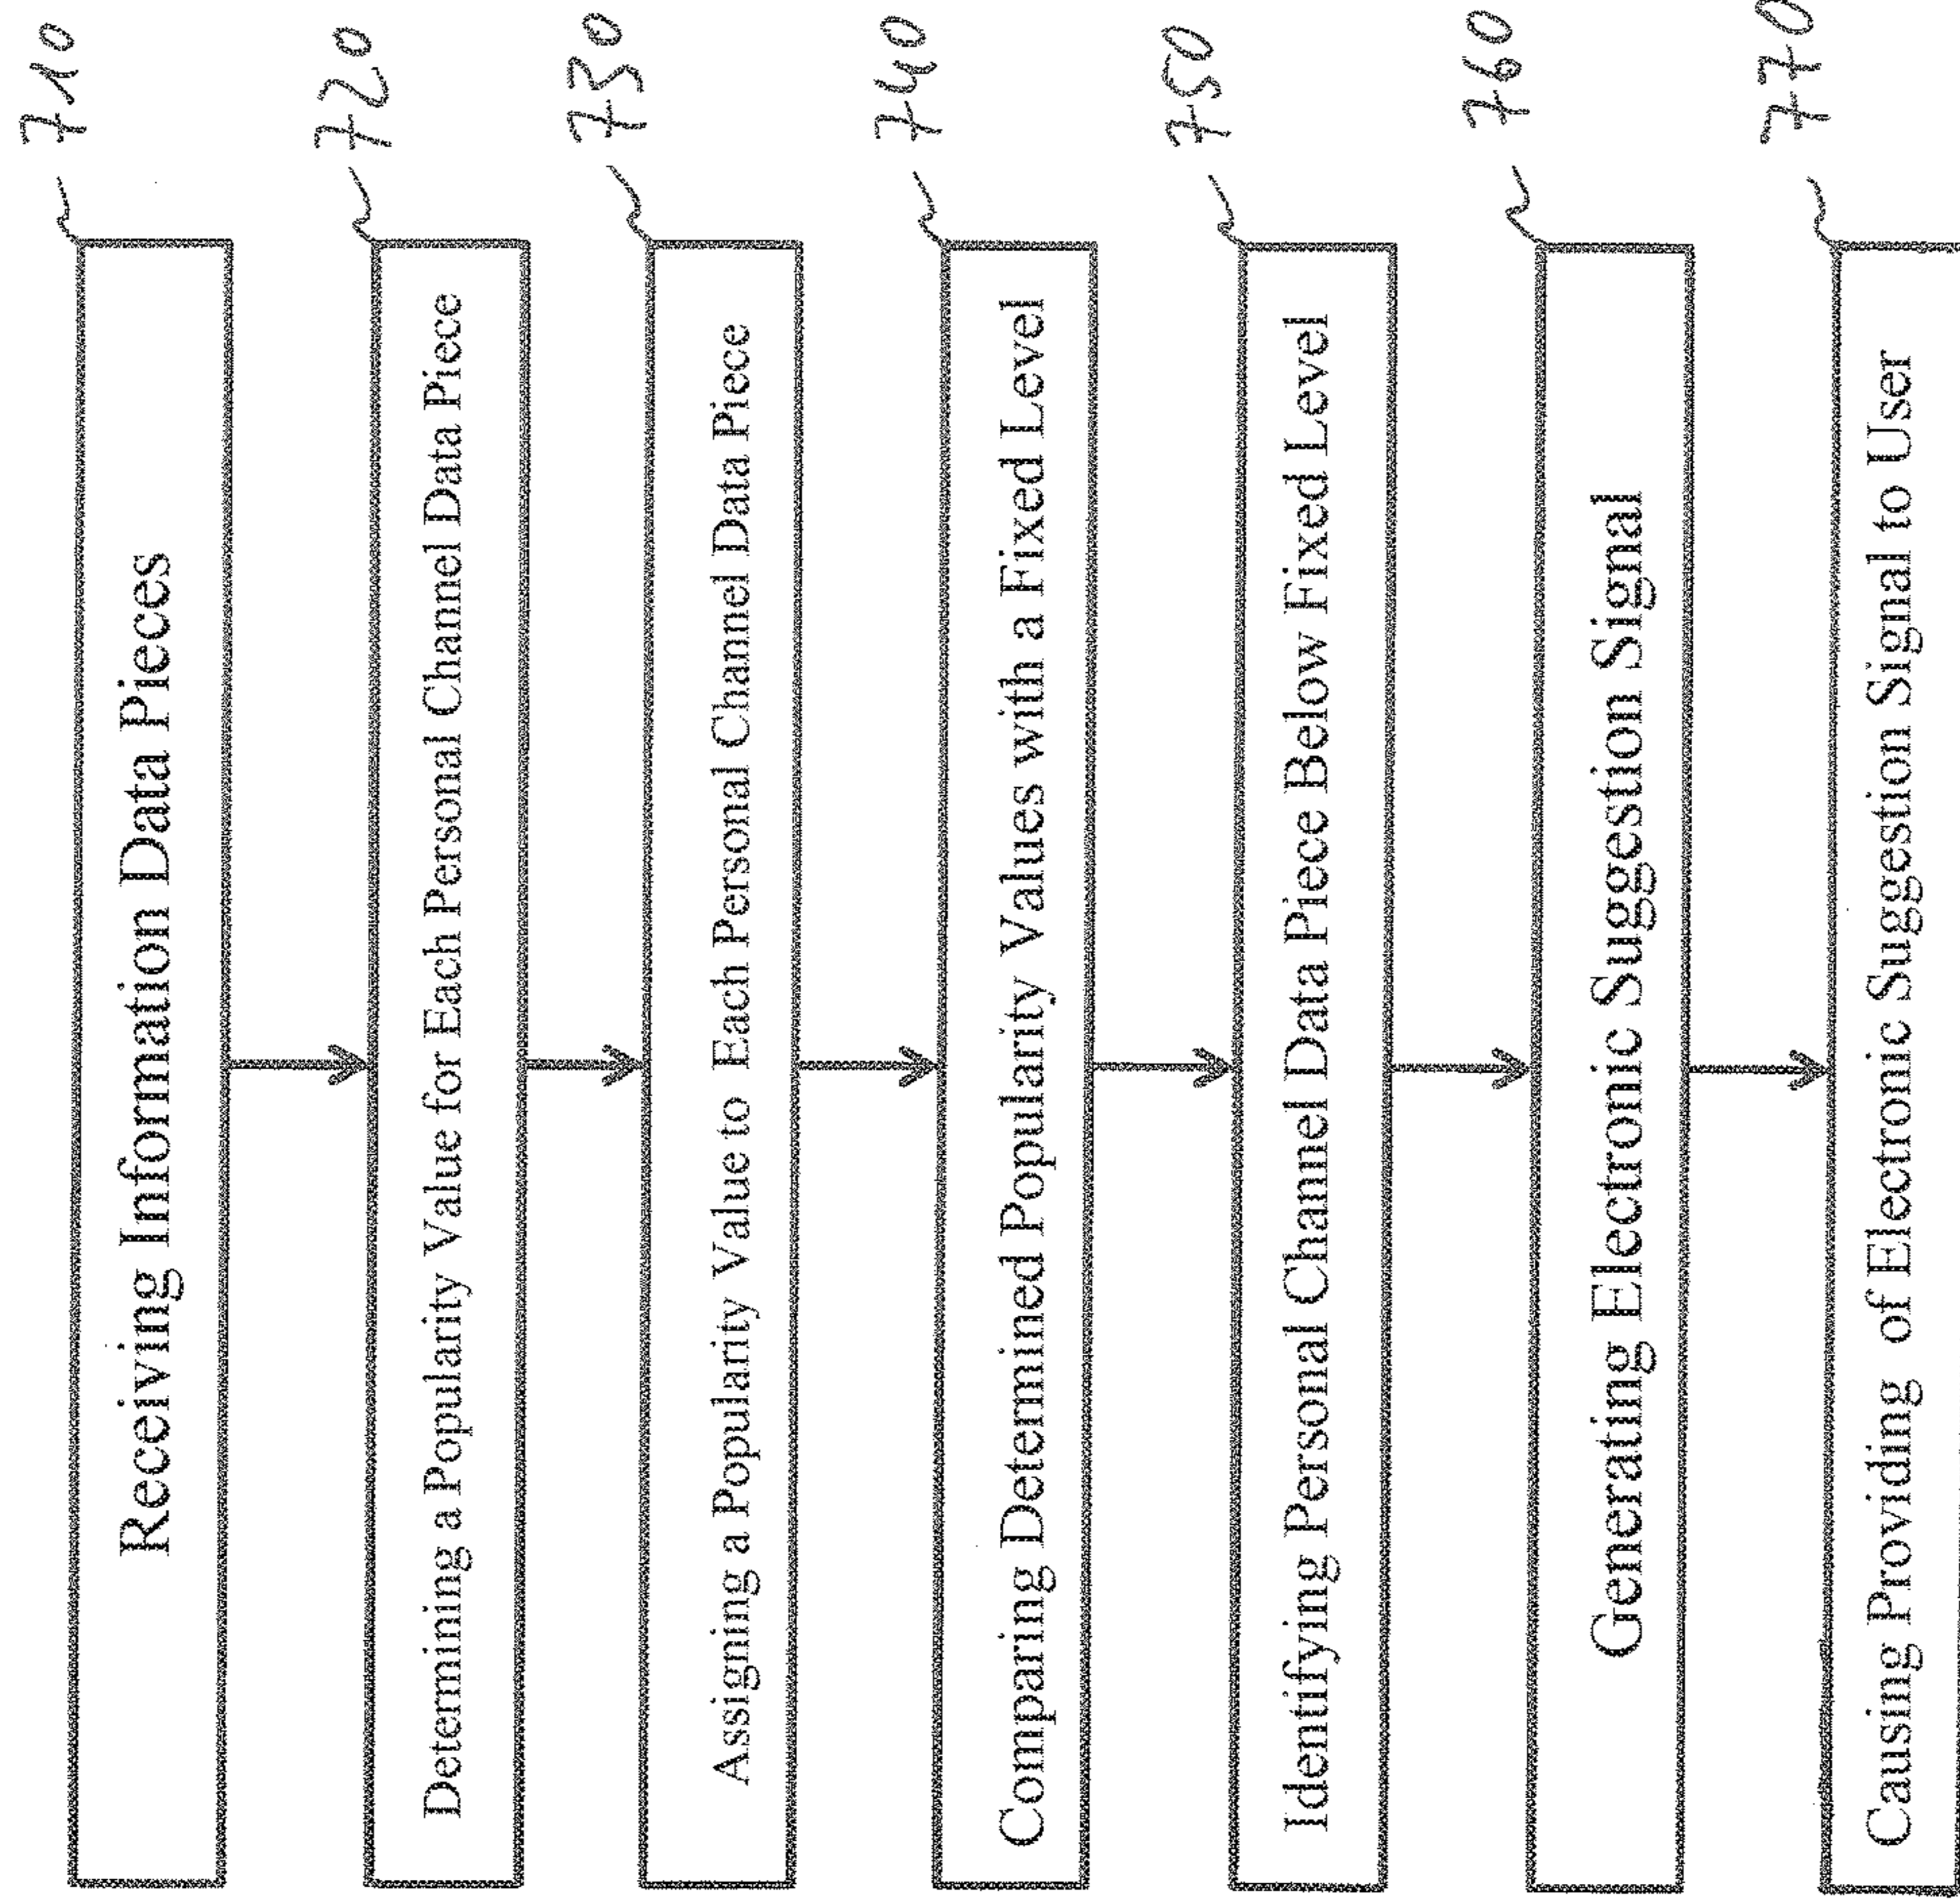 710
Receiving Information Data Pieces
720
Determining a Popularity Value for Each Personal Channel Data Piece
730
Assigning a Popularity Value to Each Personal Channel Data Piece
740
Comparing Determined Popularity Values with a Fixed Level
750
Identifying Personal Channel Data Piece Below Fixed Level
760
Generating Electronic Suggestion Signal
770
Causing Providing of Electronic Suggestion Signal to User